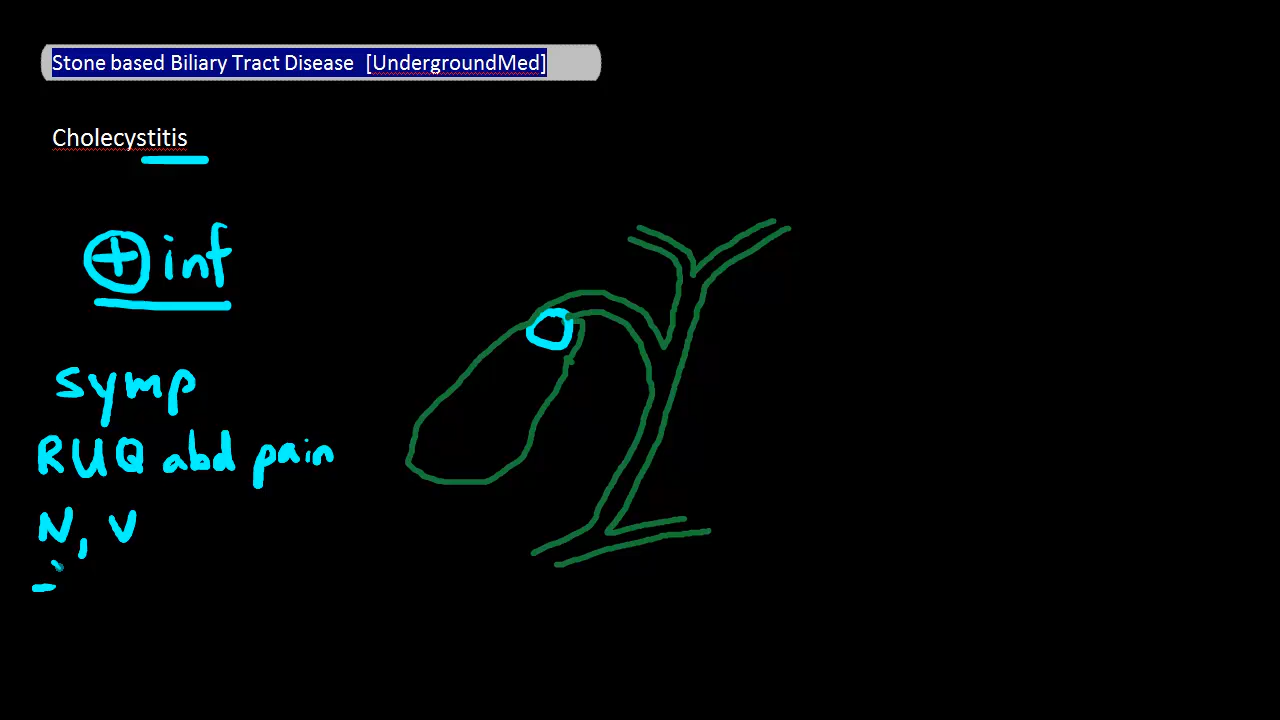 Stone based Biliary Tract Disease [UndergroundMed]
Cholecystitis
⊕ inf
symp
RUQ abd pain
N, V